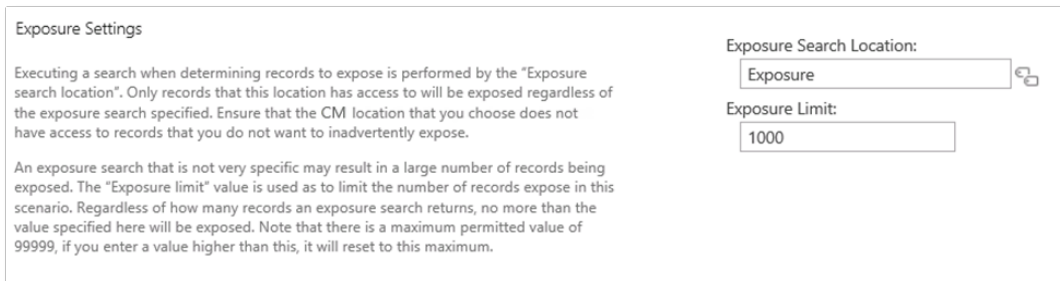 Exposure Settings
Executing a search when determining records to expose is performed by the “Exposure
search location”. Only records that this location has access to will be exposed regardless of
the exposure search specified. Ensure that the CM location that you choose does not
have access to records that you do not want to inadvertently expose.
An exposure search that is not very specific may result in a large number of records being
exposed. The “Exposure limit” value is used as to limit the number of records expose in this
scenario. Regardless of how many records an exposure search returns, no more than the
value specified here will be exposed. Note that there is a maximum permitted value of
99999, if you enter a value higher than this, it will reset to this maximum.
Exposure Search Location:
Exposure
Exposure Limit:
1000